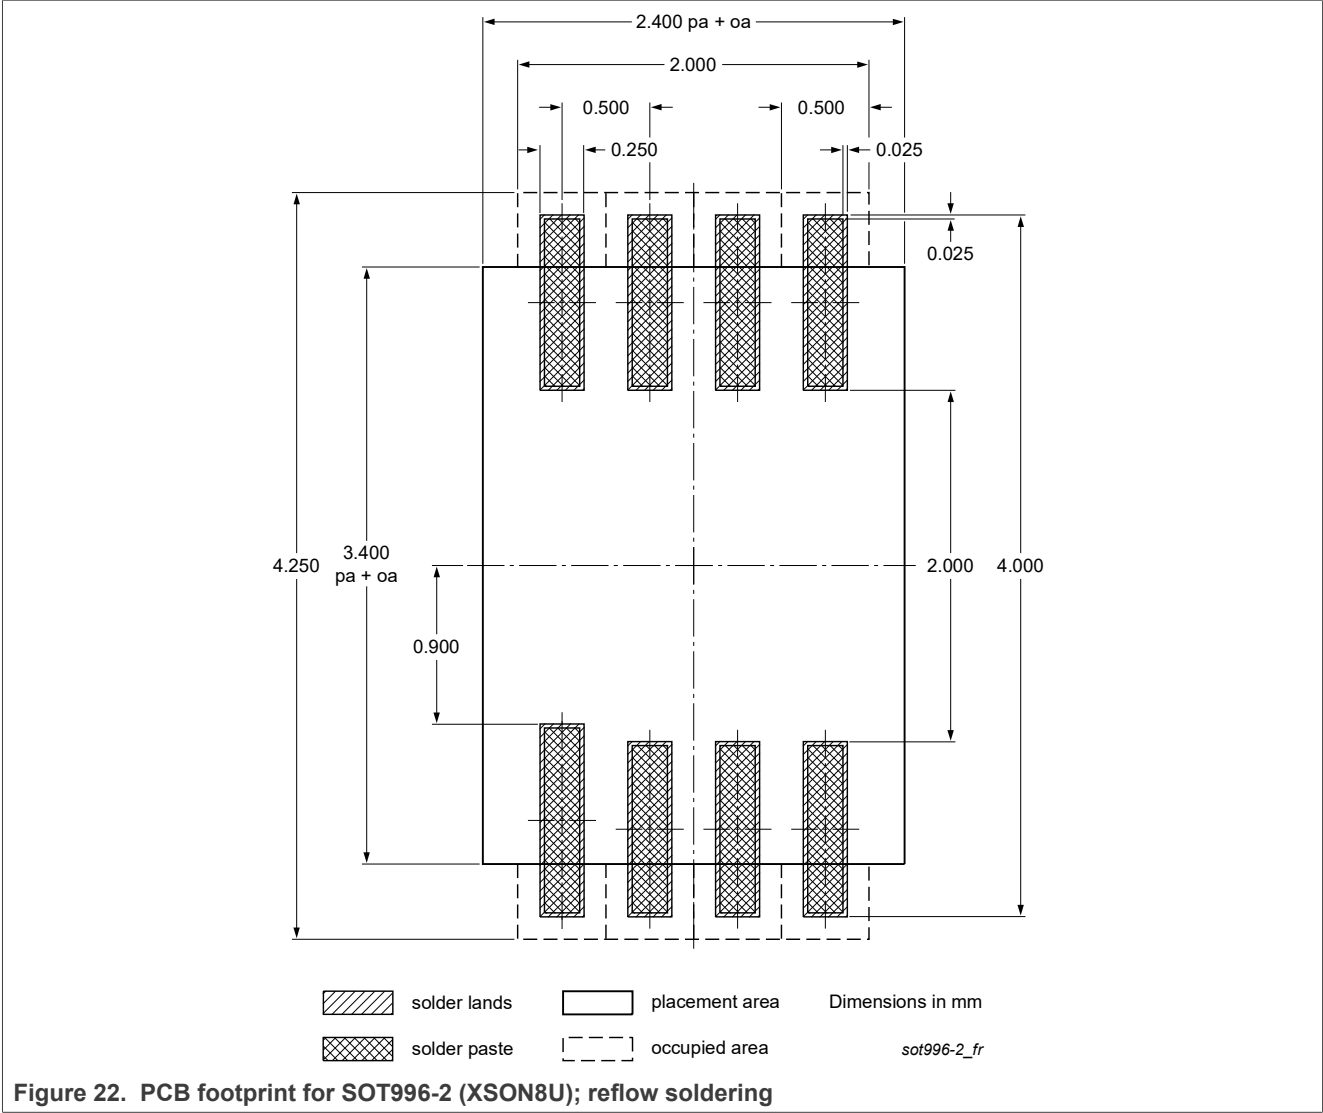 2.400 pa + oa
2.000
0.500
0.500
0.250
0.025
0.025
4.250
3.400
pa + oa
2.000
4.000
0.900
solder lands
placement area
Dimensions in mm
solder paste
occupied area
sot996-2_fr
Figure 22. PCB footprint for SOT996-2 (XSON8U); reflow soldering